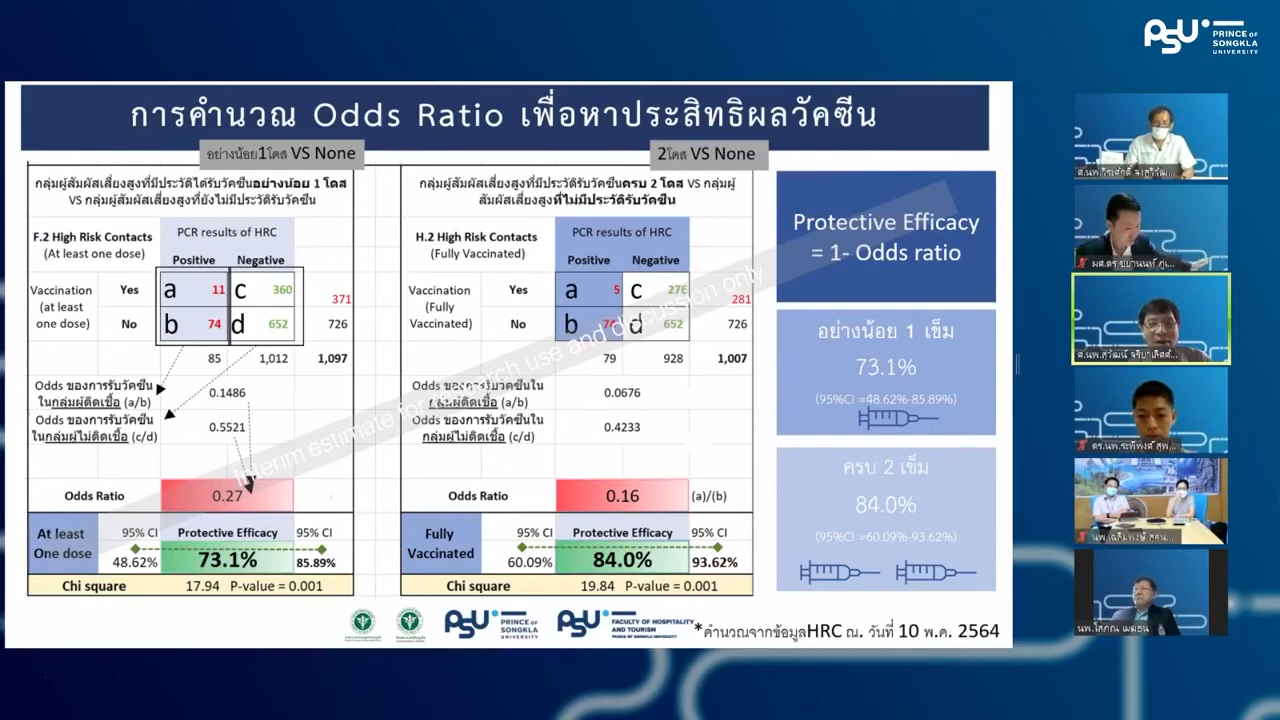 PSU PRINCE OF
SONGKLA
UNIVERSITY
การคำนวณ Odds Ratio เพื่อหาประสิทธิผลวัคซีน
อย่างน้อย1โดส VS None
กลุ่มผู้สัมผัสเสี่ยงสูงที่มีประวัติได้รับวัคซีนอย่างน้อย 1 โดส
VS กลุ่มผู้สัมผัสเสี่ยงสูงที่ยังไม่มีประวัติรับวัคซีน
F.2 High Risk Contacts
(At least one dose)
PCR results of HRC
Positive Negative
Vaccination
(at least
one dose)
Yes a 11 c 360 371
No b 74 d 652 726
85 1,012 1,097
Odds ของการรับวัคซีน
ในกลุ่มผู้ติดเชื้อ (a/b) 0.1486
Odds ของการรับวัคซีน
ในกลุ่มผู้ไม่ติดเชื้อ (c/d) 0.5521
Odds Ratio 0.27
At least
One dose
95% CI Protective Efficacy 95% CI
48.62% 73.1% 85.89%
Chi square 17.94 P-value = 0.001
2โดส VS None
กลุ่มผู้สัมผัสเสี่ยงสูงที่มีประวัติรับวัคซีนครบ 2 โดส VS กลุ่มผู้
สัมผัสเสี่ยงสูงที่ไม่มีประวัติรับวัคซีน
H.2 High Risk Contacts
(Fully Vaccinated)
PCR results of HRC
Positive Negative
Vaccination
(Fully
Vaccinated)
Yes a 5 c 276 281
No b 74 d 652 726
79 928 1,007
Odds ของการรับวัคซีนใน
กลุ่มผู้ติดเชื้อ (a/b) 0.0676
Odds ของการรับวัคซีนใน
กลุ่มผู้ไม่ติดเชื้อ (c/d) 0.4233
Odds Ratio 0.16 (a)/(b)
Fully
Vaccinated
95% CI Protective Efficacy 95% CI
60.09% 84.0% 93.62%
Chi square 19.84 P-value = 0.001
Protective Efficacy
= 1- Odds ratio
อย่างน้อย 1 เข็ม
73.1%
(95%CI =48.62%-85.89%)
ครบ 2 เข็ม
84.0%
(95%CI =60.09%-93.62%)
Interim estimate for research use and discussion only
PSU PRINCE OF
SONGKLA
UNIVERSITY
PSU FACULTY OF HOSPITALITY
AND TOURISM
PRINCE OF SONGKLA UNIVERSITY
*คำนวณจากข้อมูลHRC ณ. วันที่ 10 พ.ค. 2564